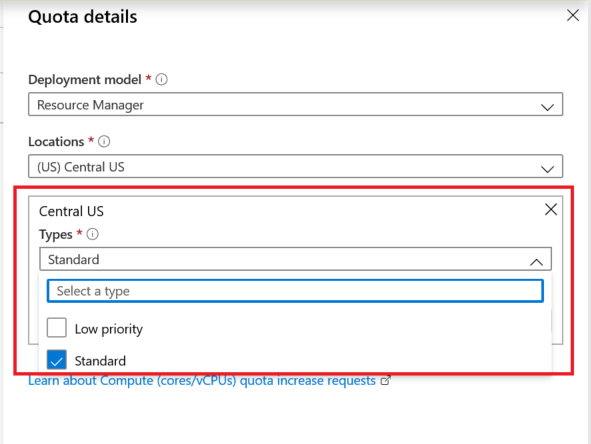 Quota details
Deployment model *
Resource Manager
Locations *
(US) Central US
Central US
Types *
Standard
Select a type
Low priority
Standard
Learn about Compute (cores/vCPUs) quota increase requests